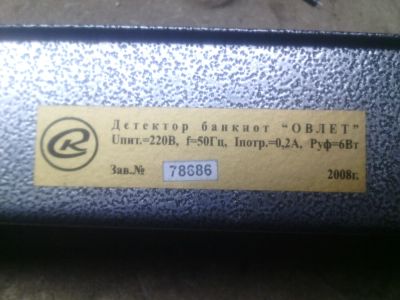 Детектор банкнот "ОВЛЕТ"
Uпит.=220В, f=50Гц, Iпотр.=0,2А, Руф=6Вт
Зав.№ 78686
2008г.